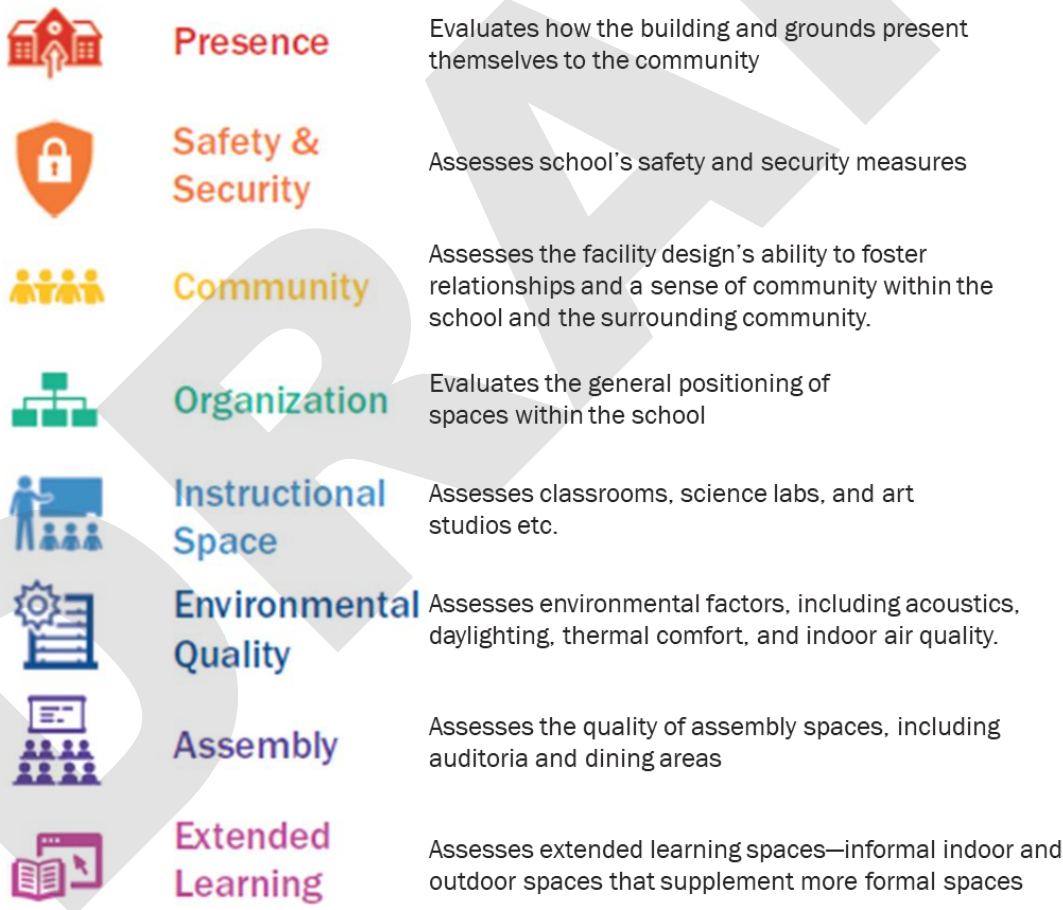 Presence
Evaluates how the building and grounds present
themselves to the community
Safety &
Security
Assesses school's safety and security measures
Community
Assesses the facility design's ability to foster
relationships and a sense of community within the
school and the surrounding community.
Organization
Evaluates the general positioning of
spaces within the school
Instructional
Space
Assesses classrooms, science labs, and art
studios etc.
Environmental
Quality
Assesses environmental factors, including acoustics,
daylighting, thermal comfort, and indoor air quality.
Assembly
Assesses the quality of assembly spaces, including
auditoria and dining areas
Extended
Learning
Assesses extended learning spaces—informal indoor and
outdoor spaces that supplement more formal spaces